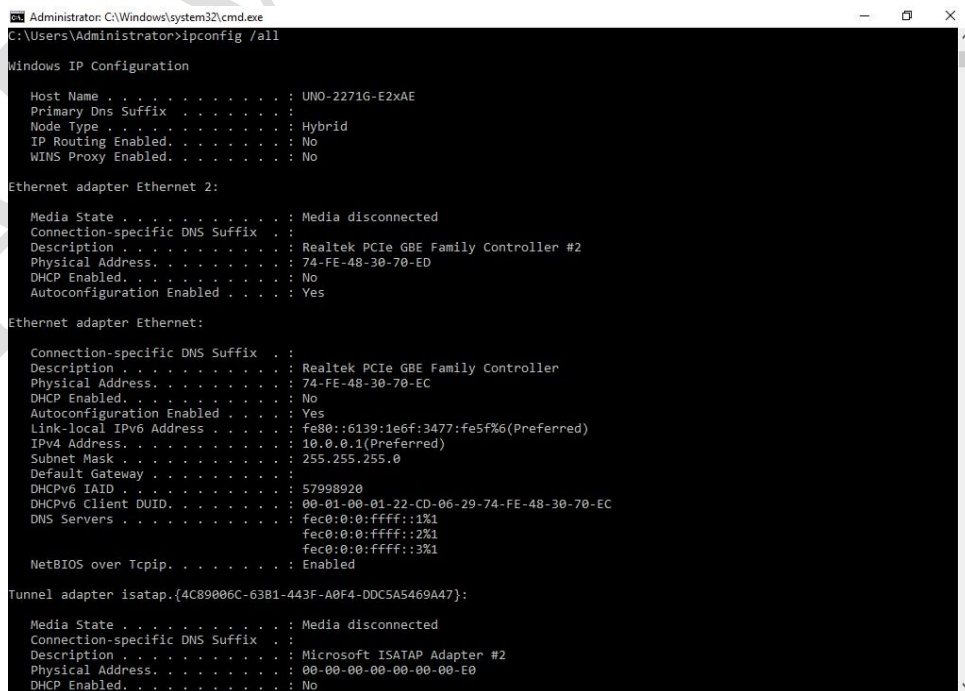 Administrator: C:\Windows\system32\cmd.exe
C:\Users\Administrator>ipconfig /all
Windows IP Configuration
Host Name . . . . . . . . . . . . : UNO-2271G-E2xAE
Primary Dns Suffix . . . . . . . :
Node Type . . . . . . . . . . . . : Hybrid
IP Routing Enabled. . . . . . . . : No
WINS Proxy Enabled. . . . . . . . : No
Ethernet adapter Ethernet 2:
Media State . . . . . . . . . . . : Media disconnected
Connection-specific DNS Suffix . :
Description . . . . . . . . . . . : Realtek PCIe GBE Family Controller #2
Physical Address. . . . . . . . . : 74-FE-48-30-70-ED
DHCP Enabled. . . . . . . . . . . : No
Autoconfiguration Enabled . . . . : Yes
Ethernet adapter Ethernet:
Connection-specific DNS Suffix . :
Description . . . . . . . . . . . : Realtek PCIe GBE Family Controller
Physical Address. . . . . . . . . : 74-FE-48-30-70-EC
DHCP Enabled. . . . . . . . . . . : No
Autoconfiguration Enabled . . . . : Yes
Link-local IPv6 Address . . . . . : fe80::6139:1e6f:3477:fe5f%6(Preferred)
IPv4 Address. . . . . . . . . . . : 10.0.0.1(Preferred)
Subnet Mask . . . . . . . . . . . : 255.255.255.0
Default Gateway . . . . . . . . . :
DHCPv6 IAID . . . . . . . . . . . : 57998920
DHCPv6 Client DUID. . . . . . . . : 00-01-00-01-22-CD-06-29-74-FE-48-30-70-EC
DNS Servers . . . . . . . . . . . : fec0:0:0:ffff::1%1
fec0:0:0:ffff::2%1
fec0:0:0:ffff::3%1
NetBIOS over Tcpip. . . . . . . . : Enabled
Tunnel adapter isatap.{4C89006C-63B1-443F-A0F4-DDC5A5469A47}:
Media State . . . . . . . . . . . : Media disconnected
Connection-specific DNS Suffix . :
Description . . . . . . . . . . . : Microsoft ISATAP Adapter #2
Physical Address. . . . . . . . . : 00-00-00-00-00-00-00-E0
DHCP Enabled. . . . . . . . . . . : No